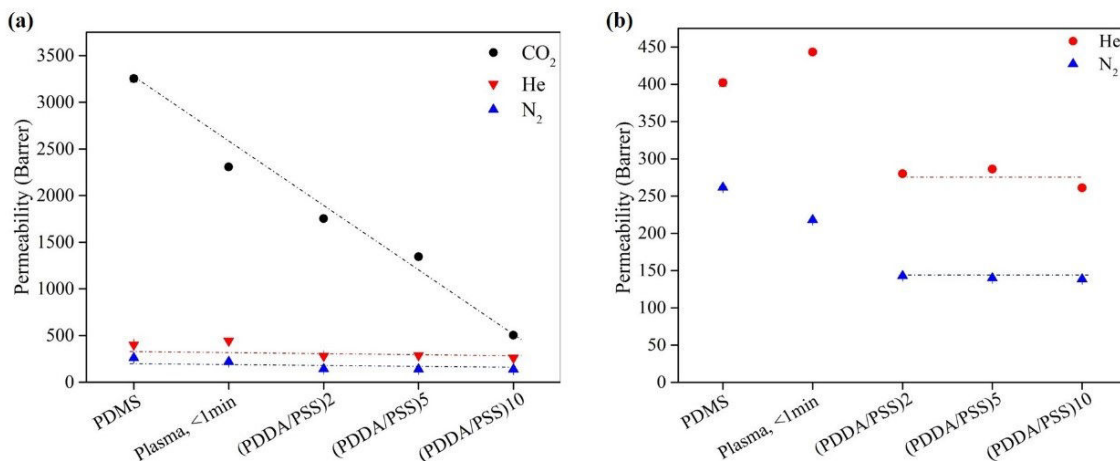 (a)
CO2
He
N2
Permeability (Barrer)
3500
3000
2500
2000
1500
1000
500
0
PDMS
Plasma, <1min
(PDDA/PSS)2
(PDDA/PSS)5
(PDDA/PSS)10
(b)
He
N2
Permeability (Barrer)
450
400
350
300
250
200
150
100
50
0
PDMS
Plasma, <1min
(PDDA/PSS)2
(PDDA/PSS)5
(PDDA/PSS)10